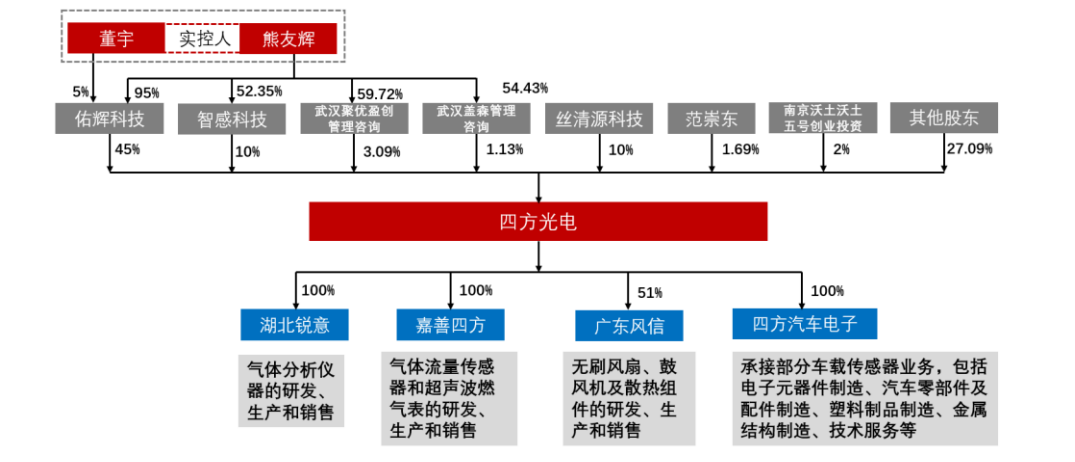 董宇 实控人 熊友辉
5% 95% 52.35% 59.72% 54.43%
佑辉科技
智感科技
武汉聚优盈创
管理咨询
武汉盖森管理
咨询
丝清源科技
范崇东
南京沃土沃土
五号创业投资
其他股东
45% 10% 3.09% 1.13% 10% 1.69% 2% 27.09%
四方光电
100% 100% 51% 100%
湖北锐意
气体分析仪
器的研发、
生产和销售
嘉善四方
气体流量传感
器和超声波燃
气表的研发、
生产和销售
广东风信
无刷风扇、鼓
风机及散热组
件的研发、生
产和销售
四方汽车电子
承接部分车载传感器业务，包括
电子元器件制造、汽车零部件及
配件制造、塑料制品制造、金属
结构制造、技术服务等